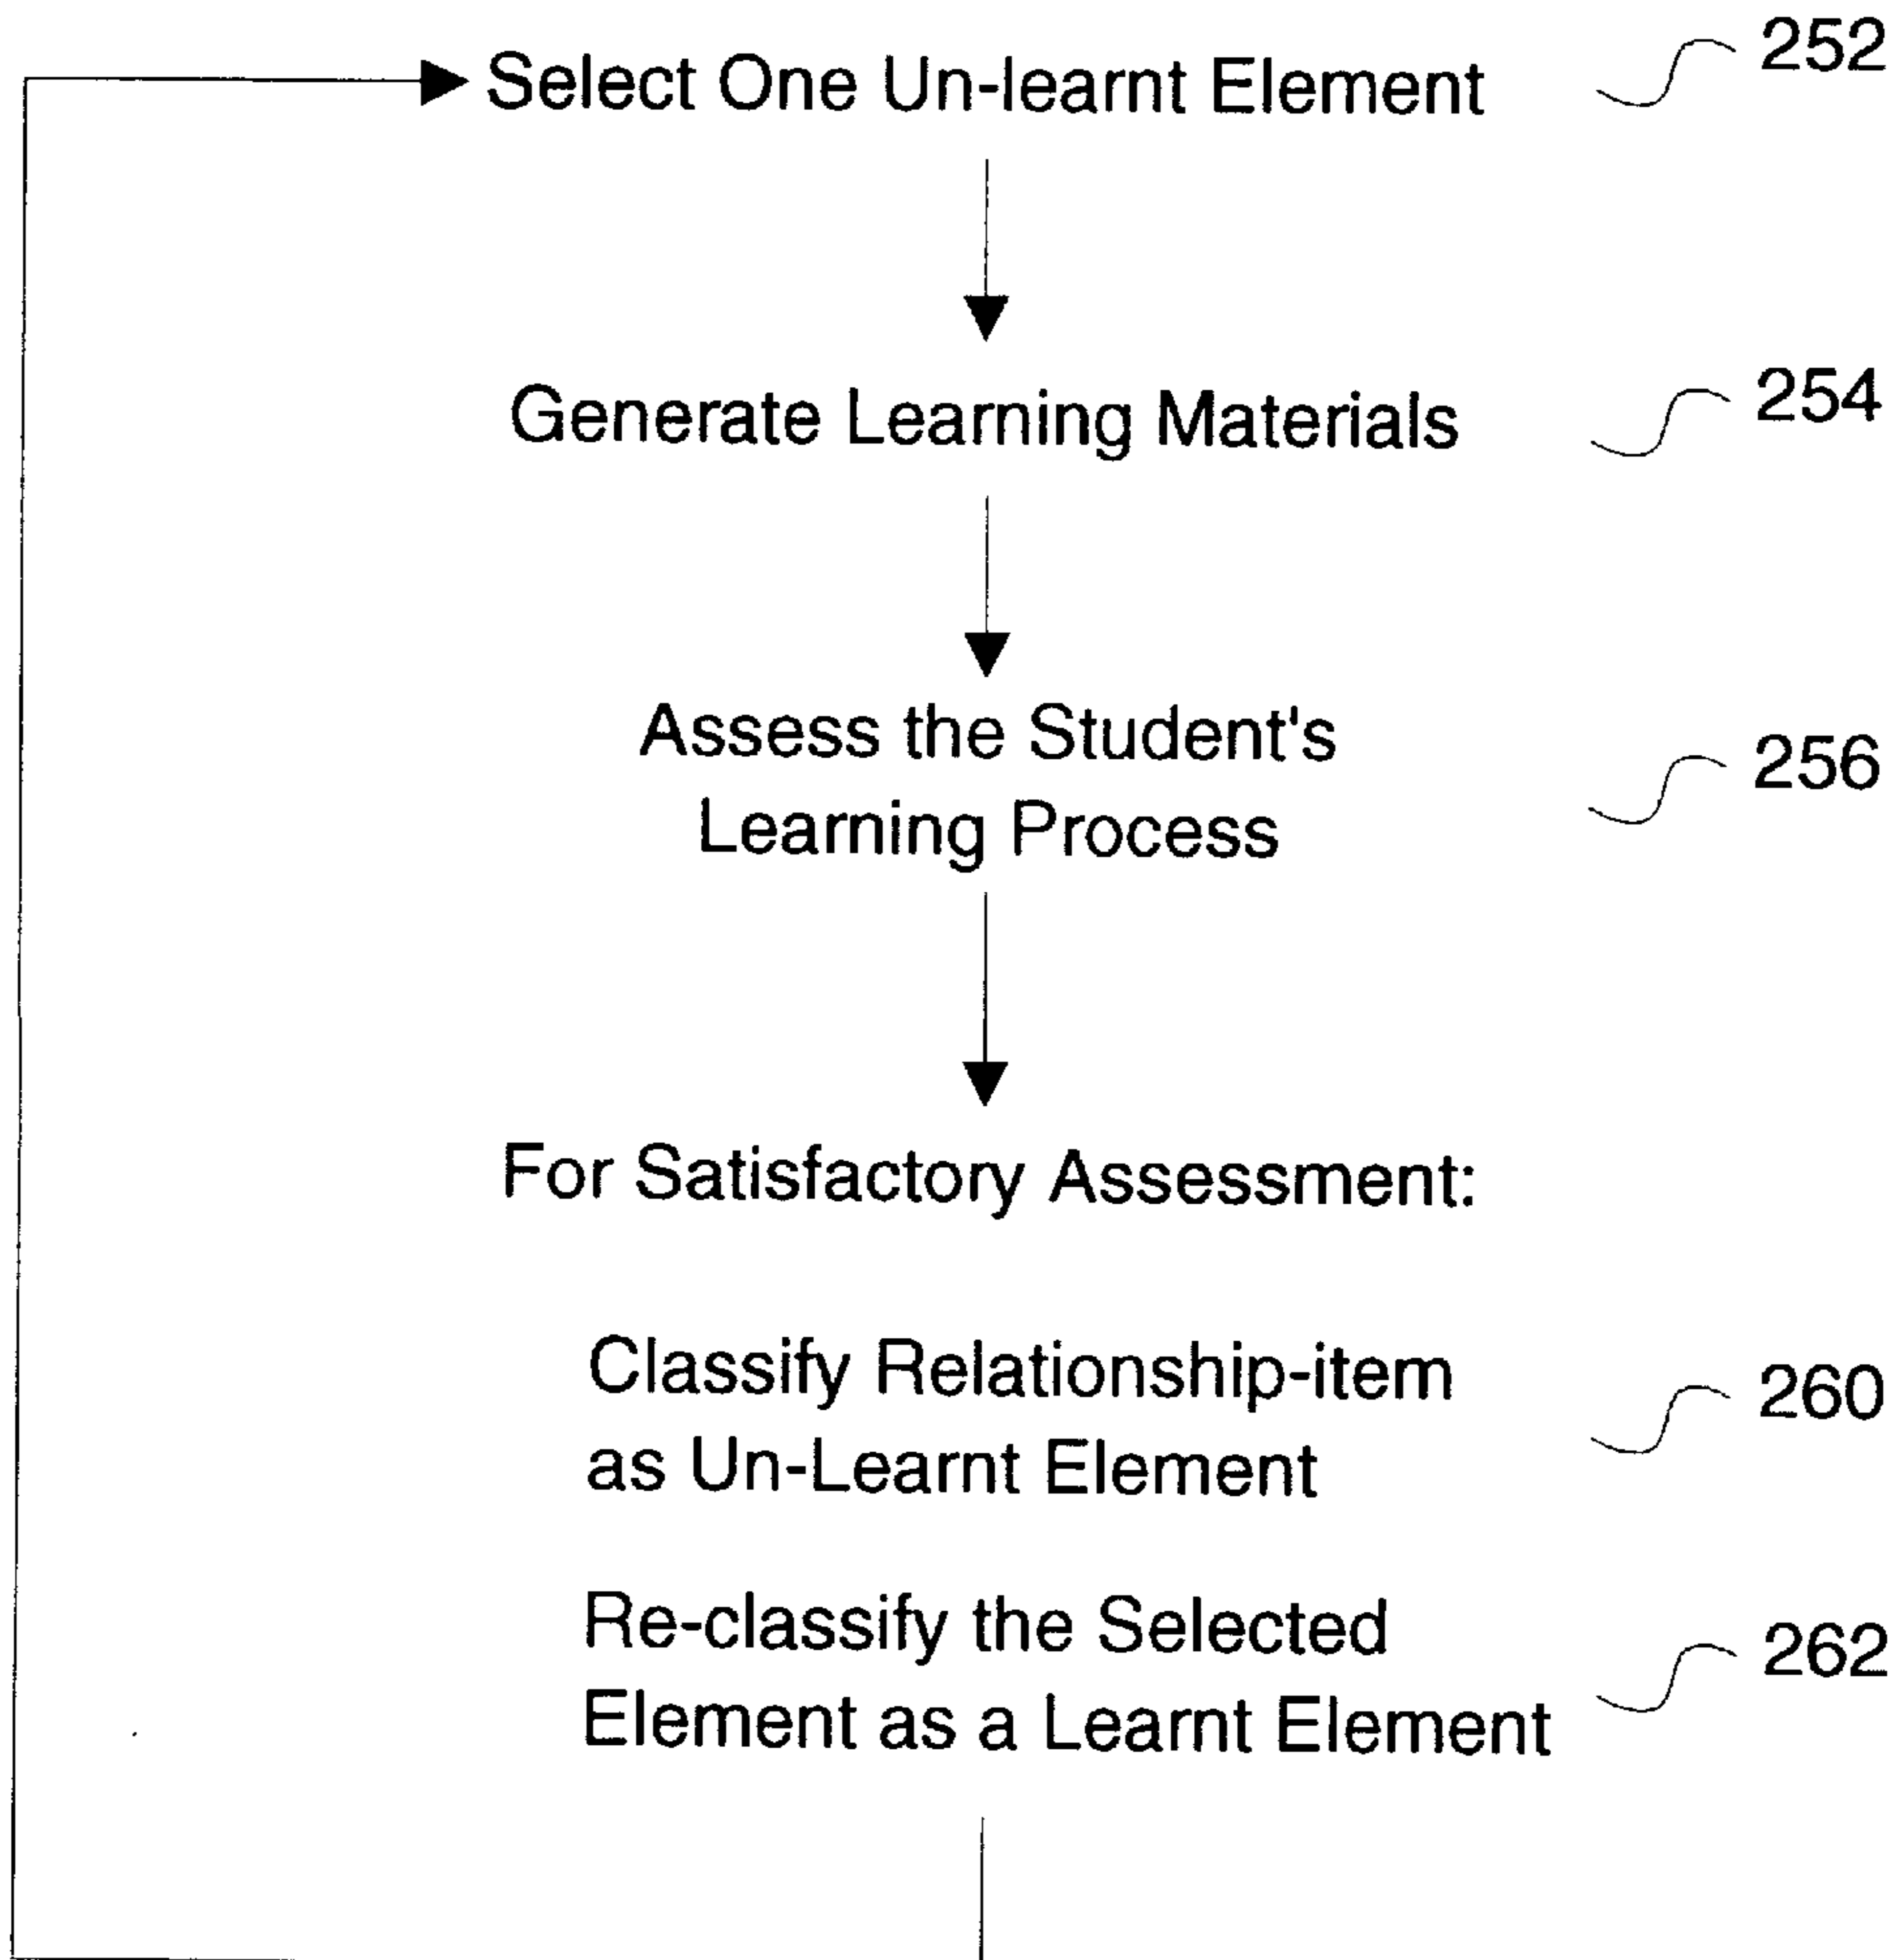 Select One Un-learnt Element 252
Generate Learning Materials 254
Assess the Student's
Learning Process 256
For Satisfactory Assessment:
Classify Relationship-item
as Un-Learnt Element 260
Re-classify the Selected
Element as a Learnt Element 262